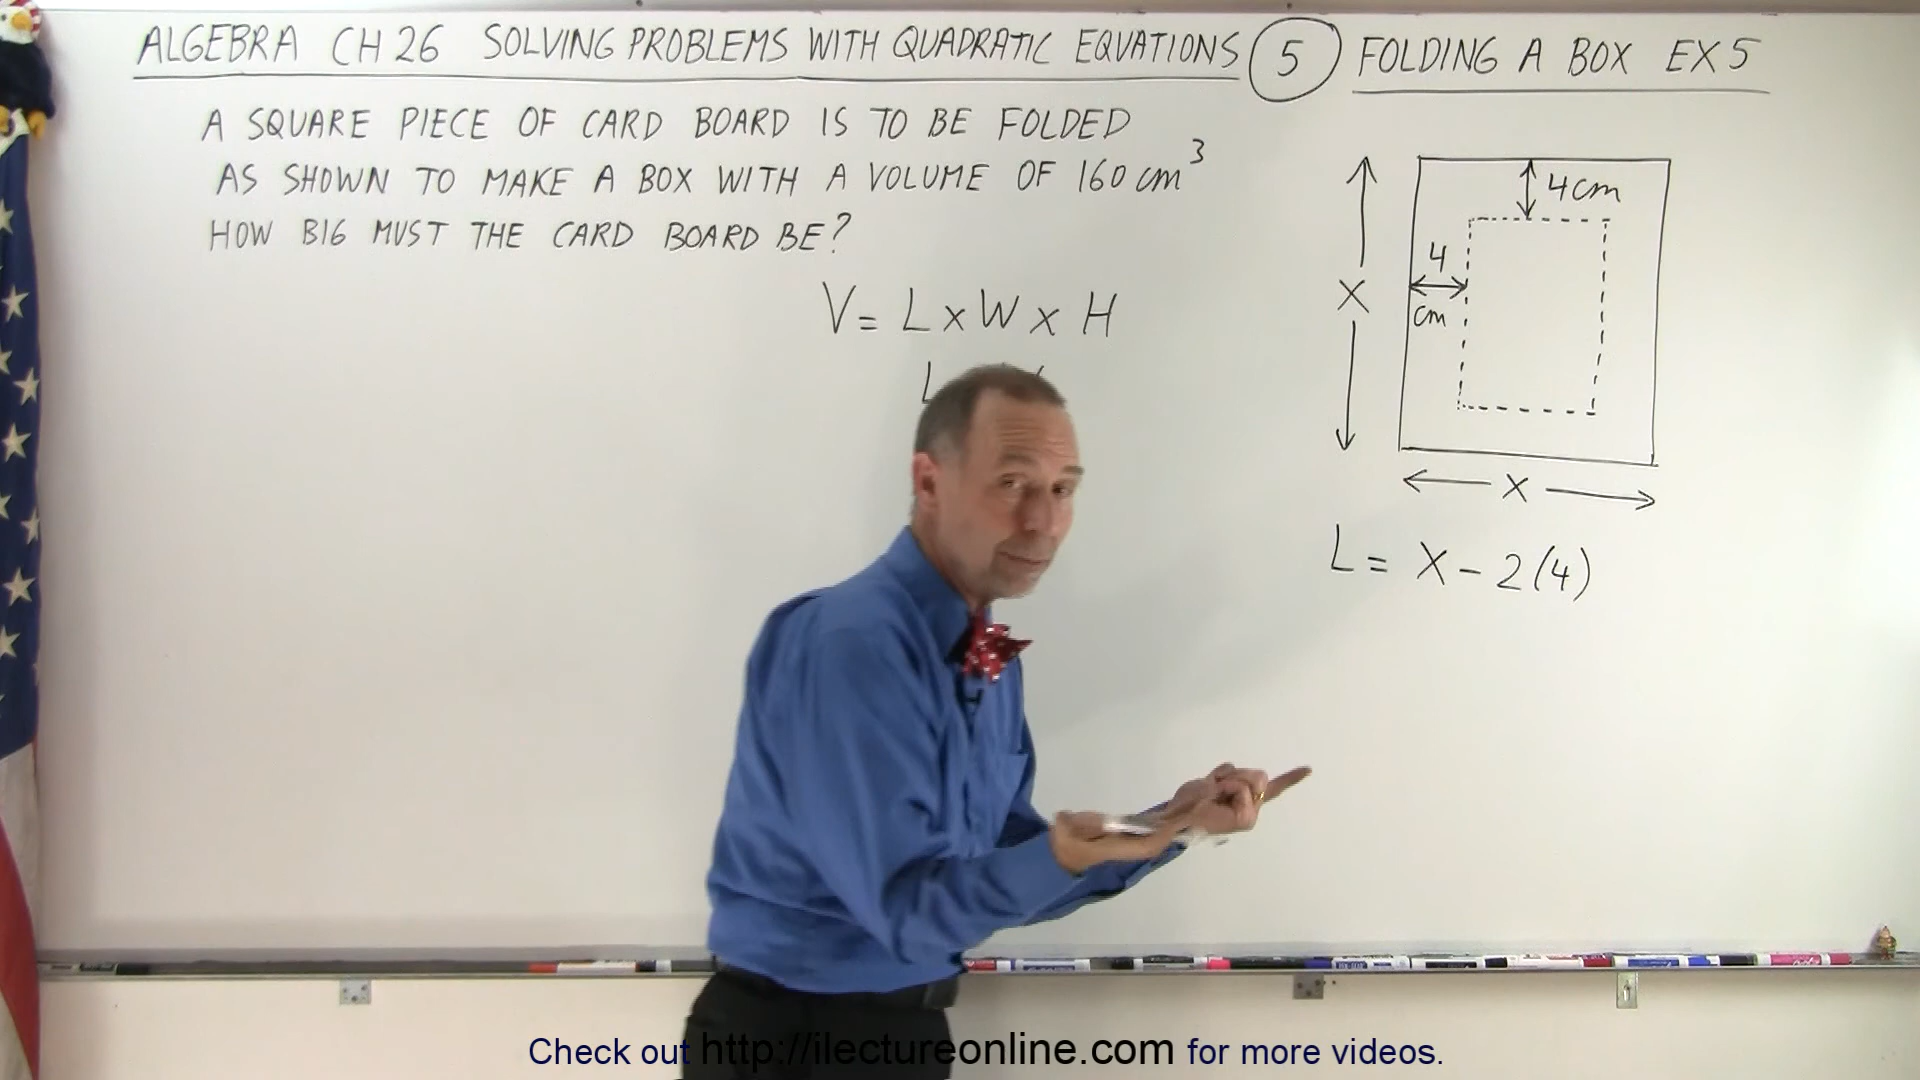 ALGEBRA CH 26 SOLVING PROBLEMS WITH QUADRATIC EQUATIONS 5 FOLDING A BOX EX 5
A SQUARE PIECE OF CARD BOARD IS TO BE FOLDED
AS SHOWN TO MAKE A BOX WITH A VOLUME OF 160 cm³
HOW BIG MUST THE CARD BOARD BE?
V = L x W x H
L
4cm
4
cm
X
X
L = X - 2(4)
Check out http://ilectureonline.com for more videos.